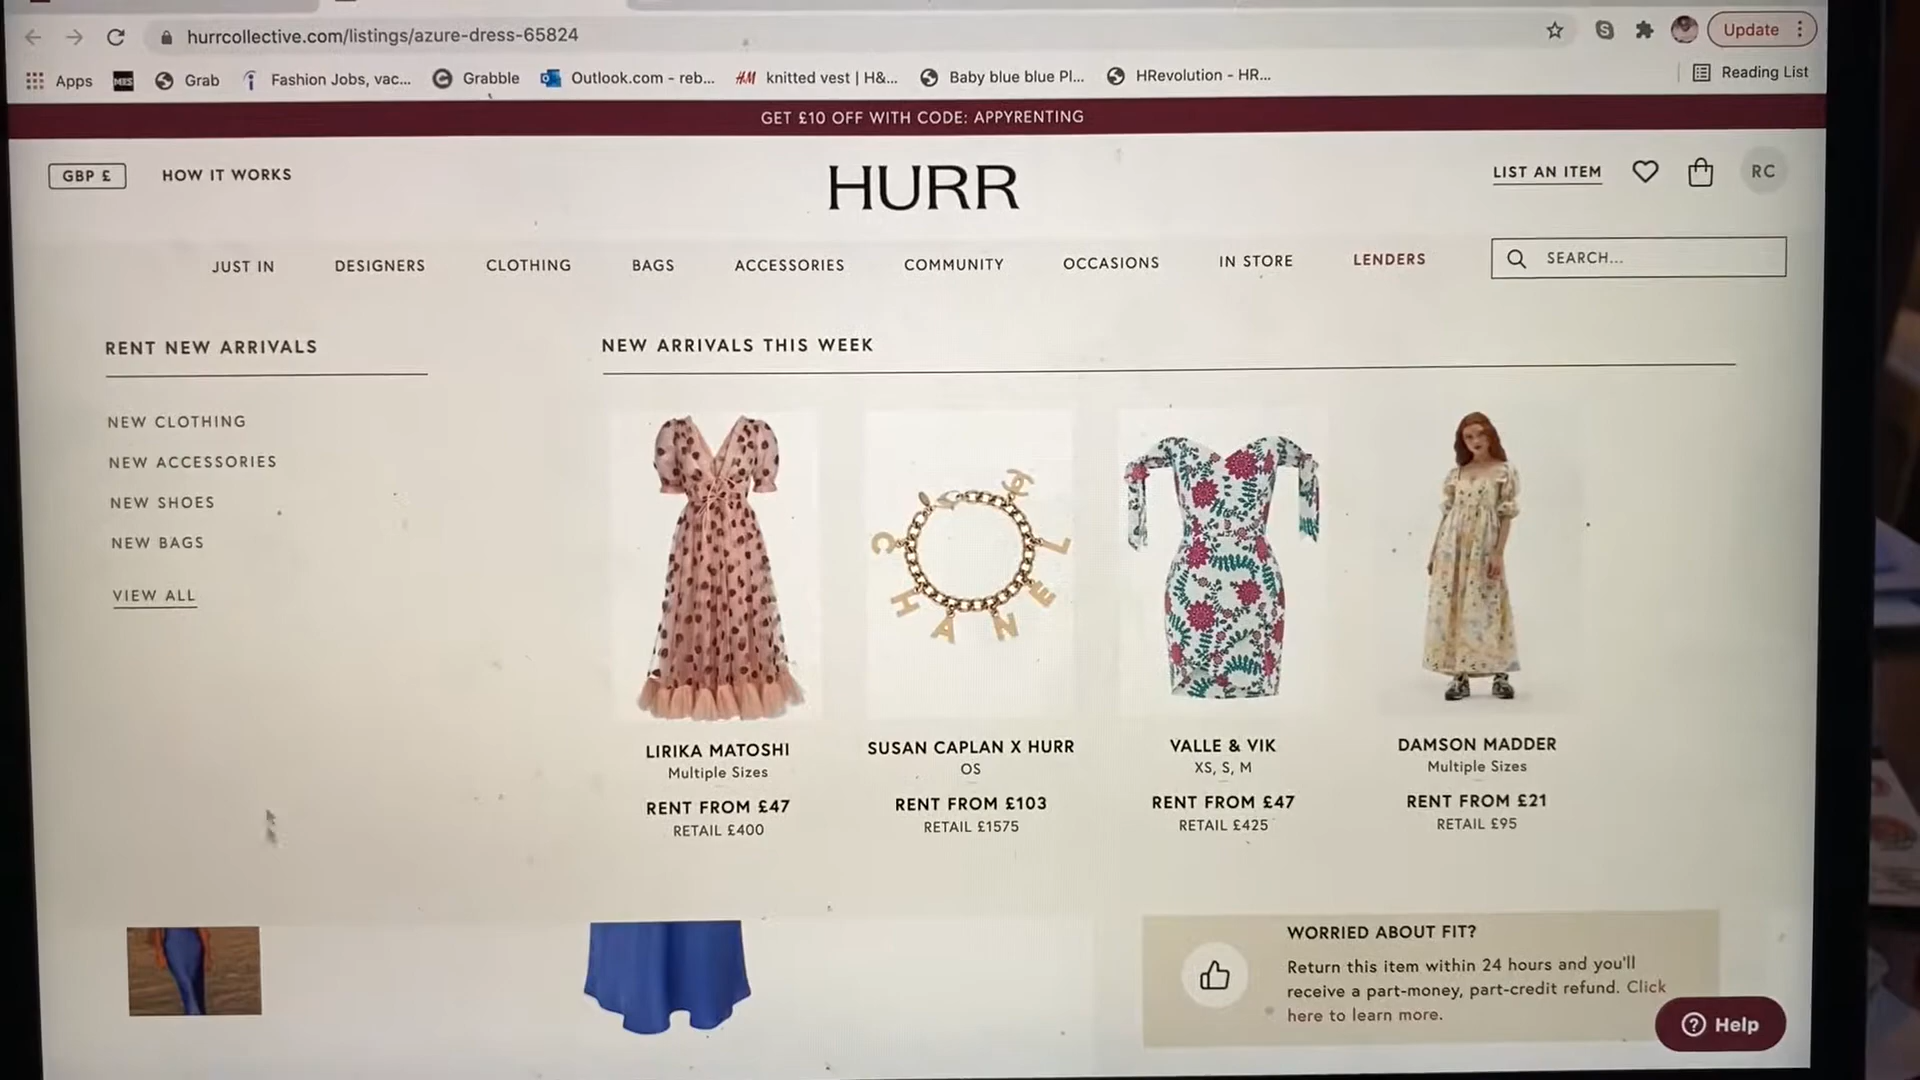 hurrcollective.com/listings/azure-dress-65824
Update
Apps
MES
Grab
Fashion Jobs, vac...
Grabble
Outlook.com - reb...
H&M
knitted vest | H&...
Baby blue blue Pl...
HRevolution - HR...
Reading List
GET £10 OFF WITH CODE: APPYRENTING
GBP £
HOW IT WORKS
HURR
LIST AN ITEM
RC
JUST IN
DESIGNERS
CLOTHING
BAGS
ACCESSORIES
COMMUNITY
OCCASIONS
IN STORE
LENDERS
SEARCH...
RENT NEW ARRIVALS
NEW CLOTHING
NEW ACCESSORIES
NEW SHOES
NEW BAGS
VIEW ALL
NEW ARRIVALS THIS WEEK
CHANEL
LIRIKA MATOSHI
Multiple Sizes
RENT FROM £47
RETAIL £400
SUSAN CAPLAN X HURR
OS
RENT FROM £103
RETAIL £1575
VALLE & VIK
XS, S, M
RENT FROM £47
RETAIL £425
DAMSON MADDER
Multiple Sizes
RENT FROM £21
RETAIL £95
WORRIED ABOUT FIT?
Return this item within 24 hours and you'll
receive a part-money, part-credit refund. Click
here to learn more.
Help